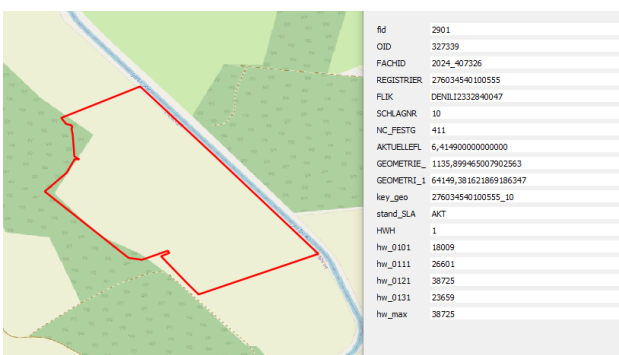 fid 2901
OID 327339
FACHID 2024_407326
REGISTRIER 276034540100555
FLIK DENILI2332840047
SCHLAGNR 10
NC_FESTG 411
AKTUELLEFL 6,414900000000000
GEOMETRIE_ 1135,899465007902563
GEOMETRI_1 64149,381621869186347
key_geo 276034540100555_10
stand_SLA AKT
HWH 1
hw_0101 18009
hw_0111 26601
hw_0121 38725
hw_0131 23659
hw_max 38725